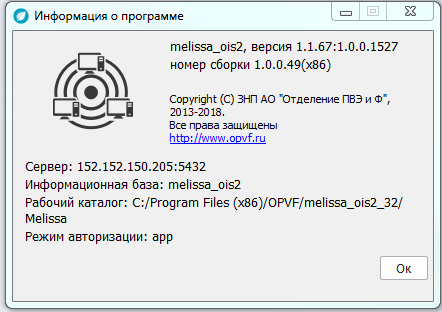 Информация о программе
melissa_ois2, версия 1.1.67:1.0.0.1527
номер сборки 1.0.0.49(x86)
Copyright (C) ЗНП АО "Отделение ПВЭ и Ф",
2013-2018.
Все права защищены
http://www.opvf.ru
Сервер: 152.152.150.205:5432
Информационная база: melissa_ois2
Рабочий каталог: C:/Program Files (x86)/OPVF/melissa_ois2_32/
Melissa
Режим авторизации: app
Ок